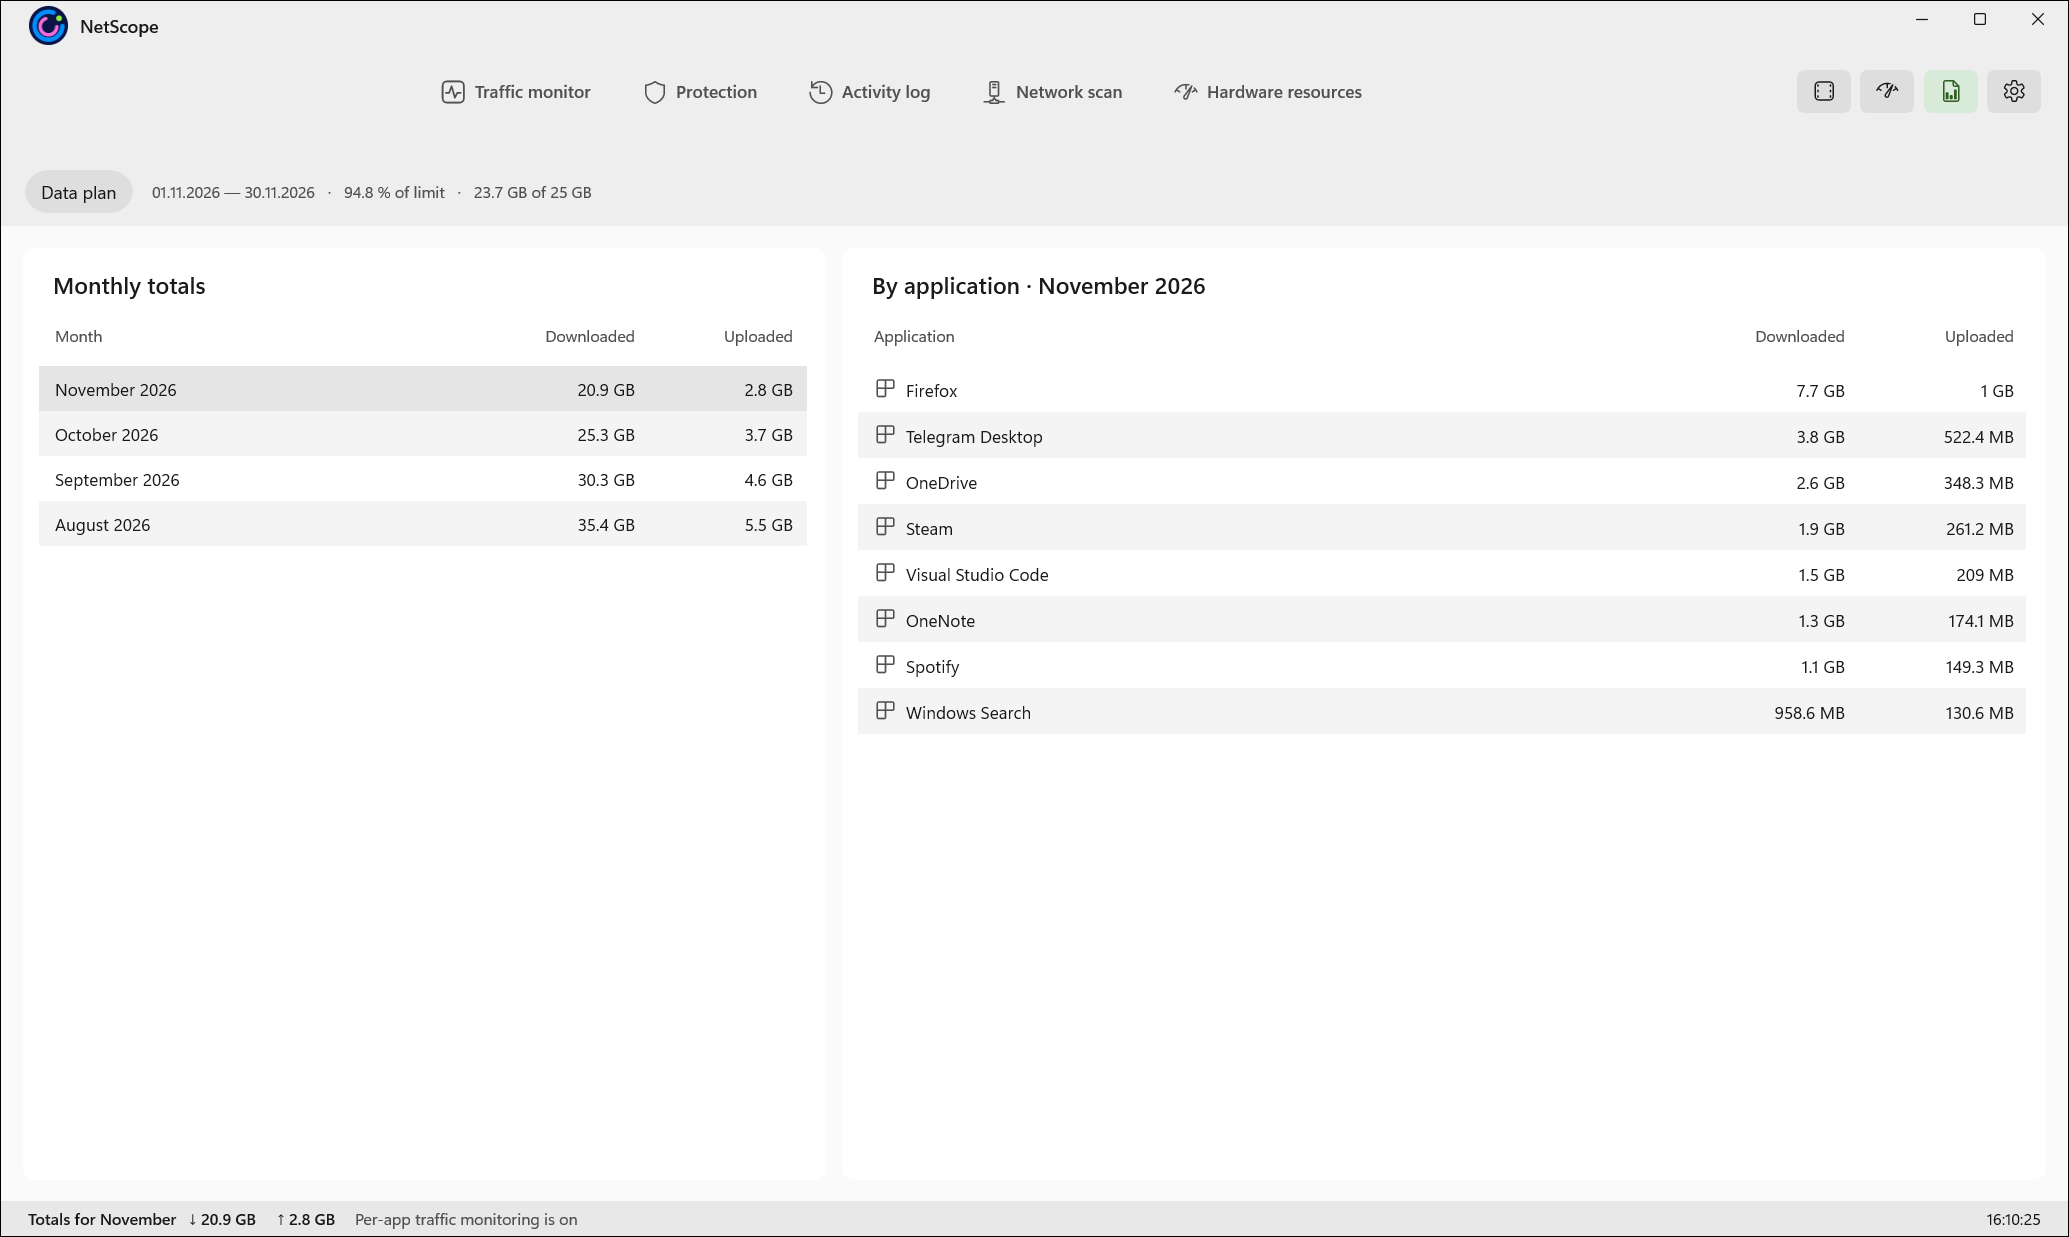 NetScope
Traffic monitor
Protection
Activity log
Network scan
Hardware resources
Data plan
01.11.2026 — 30.11.2026 · 94.8 % of limit · 23.7 GB of 25 GB
Monthly totals
Month Downloaded Uploaded
November 2026 20.9 GB 2.8 GB
October 2026 25.3 GB 3.7 GB
September 2026 30.3 GB 4.6 GB
August 2026 35.4 GB 5.5 GB
By application · November 2026
Application Downloaded Uploaded
Firefox 7.7 GB 1 GB
Telegram Desktop 3.8 GB 522.4 MB
OneDrive 2.6 GB 348.3 MB
Steam 1.9 GB 261.2 MB
Visual Studio Code 1.5 GB 209 MB
OneNote 1.3 GB 174.1 MB
Spotify 1.1 GB 149.3 MB
Windows Search 958.6 MB 130.6 MB
Totals for November ↓ 20.9 GB ↑ 2.8 GB Per-app traffic monitoring is on
16:10:25